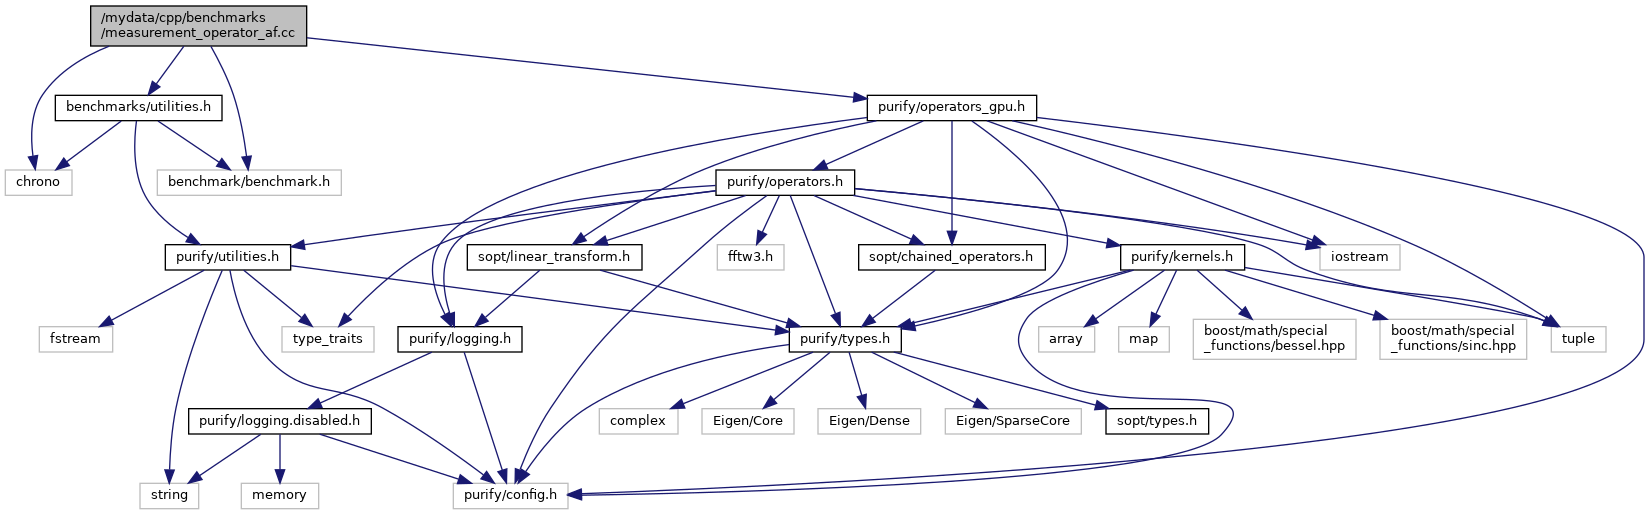 /mydata/cpp/benchmarks
/measurement_operator_af.cc
benchmarks/utilities.h
purify/operators_gpu.h
chrono
benchmark/benchmark.h
purify/operators.h
purify/utilities.h
sopt/linear_transform.h
fftw3.h
sopt/chained_operators.h
purify/kernels.h
iostream
fstream
type_traits
purify/logging.h
purify/types.h
array
map
boost/math/special
_functions/bessel.hpp
boost/math/special
_functions/sinc.hpp
tuple
purify/logging.disabled.h
complex
Eigen/Core
Eigen/Dense
Eigen/SparseCore
sopt/types.h
string
memory
purify/config.h